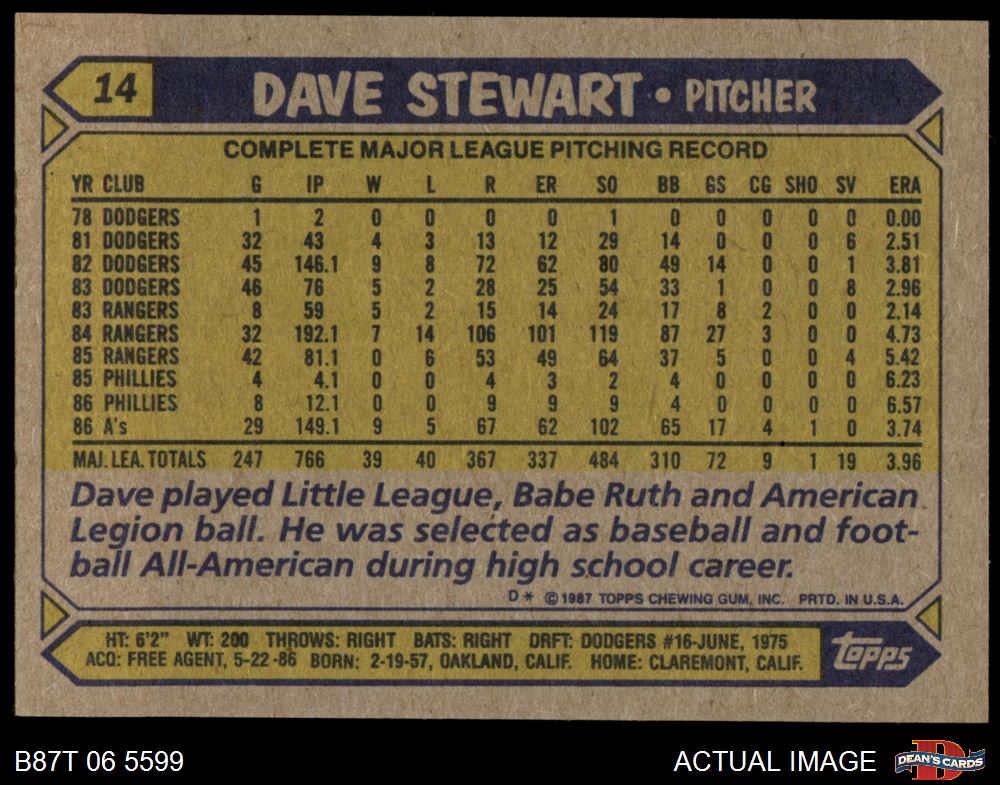 14 DAVE STEWART • PITCHER
COMPLETE MAJOR LEAGUE PITCHING RECORD
YR CLUB G IP W L R ER SO BB GS CG SHO SV ERA
78 DODGERS 1 2 0 0 0 0 1 0 0 0 0 0 0.00
81 DODGERS 32 43 4 3 13 12 29 14 0 0 0 6 2.51
82 DODGERS 45 146.1 9 8 72 62 80 49 14 0 0 1 3.81
83 DODGERS 46 76 5 2 28 25 54 33 1 0 0 8 2.96
83 RANGERS 8 59 5 2 15 14 24 17 8 2 0 0 2.14
84 RANGERS 32 192.1 7 14 106 101 119 87 27 3 0 0 4.73
85 RANGERS 42 81.1 0 6 53 49 64 37 5 0 0 4 5.42
85 PHILLIES 4 4.1 0 0 4 3 2 4 0 0 0 0 6.23
86 PHILLIES 8 12.1 0 0 9 9 9 4 0 0 0 0 6.57
86 A's 29 149.1 9 5 67 62 102 65 17 4 1 0 3.74
MAJ. LEA. TOTALS 247 766 39 40 367 337 484 310 72 9 1 19 3.96
Dave played Little League, Babe Ruth and American
Legion ball. He was selected as baseball and foot-
ball All-American during high school career.
D* © 1987 TOPPS CHEWING GUM, INC. PRTD. IN U.S.A.
HT: 6'2" WT: 200 THROWS: RIGHT BATS: RIGHT DRFT: DODGERS #16-JUNE, 1975
ACQ: FREE AGENT, 5-22-86 BORN: 2-19-57, OAKLAND, CALIF. HOME: CLAREMONT, CALIF.
Topps
B87T 06 5599 ACTUAL IMAGE
D
DEAN'S CARDS